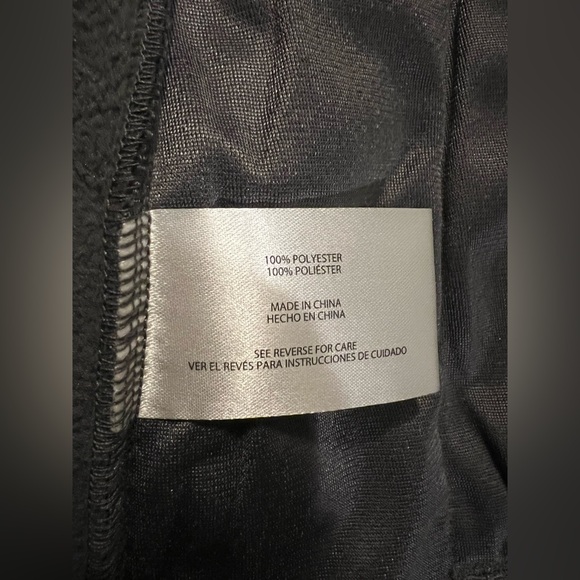 100% POLYESTER
100% POLIÉSTER
MADE IN CHINA
HECHO EN CHINA
SEE REVERSE FOR CARE
VER EL REVÉS PARA INSTRUCCIONES DE CUIDADO